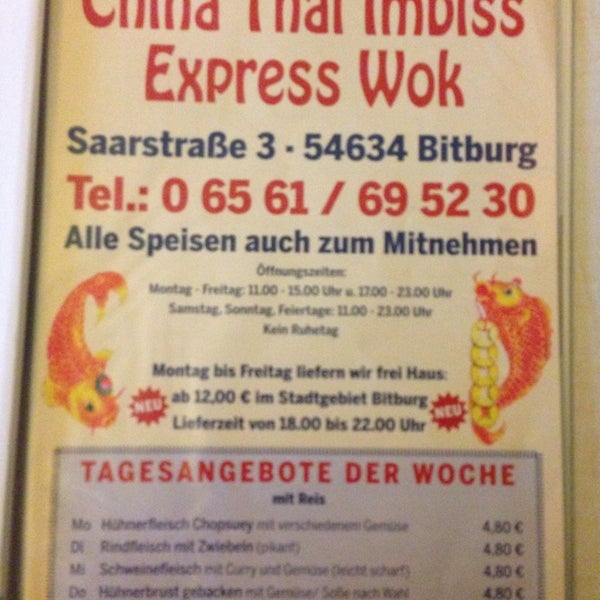 China Thai Imbiss
Express Wok
Saarstraße 3 · 54634 Bitburg
Tel.: 0 65 61 / 69 52 30
Alle Speisen auch zum Mitnehmen
Öffnungszeiten:
Montag - Freitag: 11.00 - 15.00 Uhr u. 17.00 - 23.00 Uhr
Samstag, Sonntag, Feiertage: 11.00 - 23.00 Uhr
Kein Ruhetag
Montag bis Freitag liefern wir frei Haus:
NEU ab 12,00 € im Stadtgebiet Bitburg NEU
Lieferzeit von 18.00 bis 22.00 Uhr
TAGESANGEBOTE DER WOCHE
mit Reis
Mo Hühnerfleisch Chopsuey mit verschiedenem Gemüse 4,80 €
Di Rindfleisch mit Zwiebeln (pikant) 4,80 €
Mi Schweinefleisch mit Curry und Gemüse (leicht scharf) 4,80 €
Do Hühnerbrust gebacken mit Gemüse/ Soße nach Wahl 4,80 €